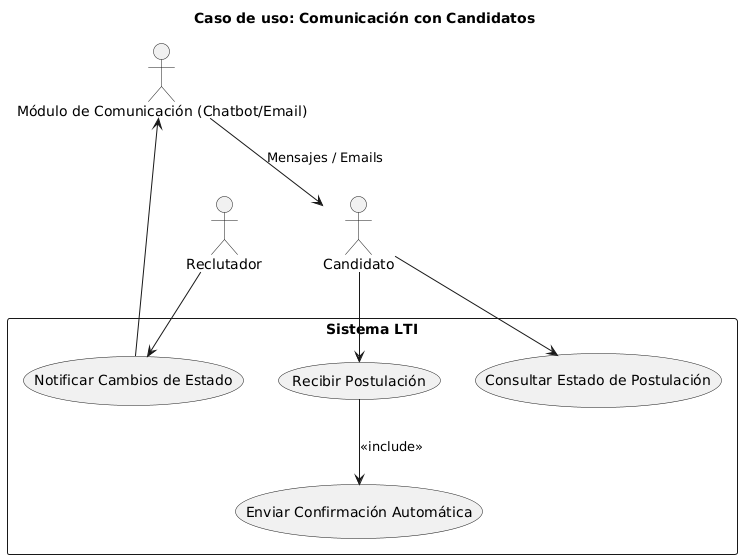 Caso de uso: Comunicación con Candidatos
Módulo de Comunicación (Chatbot/Email)
Mensajes / Emails
Reclutador
Candidato
Sistema LTI
Notificar Cambios de Estado
Recibir Postulación
Consultar Estado de Postulación
«include»
Enviar Confirmación Automática